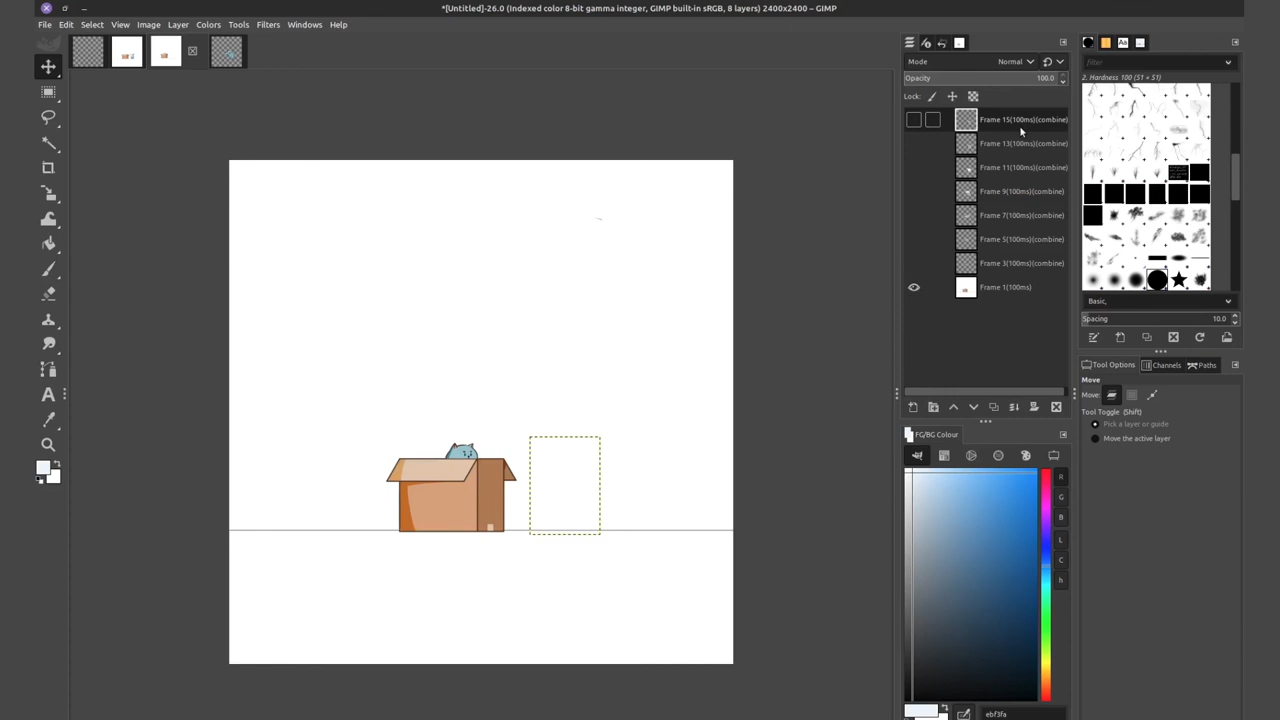 *[Untitled]-26.0 (Indexed color 8-bit gamma integer, GIMP built-in sRGB, 8 layers) 2400x2400 – GIMP
File Edit Select View Image Layer Colors Tools Filters Windows Help
Mode Normal
Opacity 100.0
Lock:
Frame 15(100ms)(combine)
Frame 13(100ms)(combine)
Frame 11(100ms)(combine)
Frame 9(100ms)(combine)
Frame 7(100ms)(combine)
Frame 5(100ms)(combine)
Frame 3(100ms)(combine)
Frame 1(100ms)
filter
2. Hardness 100 (51 × 51)
Basic,
Spacing 10.0
Tool Options Channels Paths
Move
Move:
Tool Toggle (Shift)
Pick a layer or guide
Move the active layer
FG/BG Colour
R
G
B
L
C
h
ebf3fa